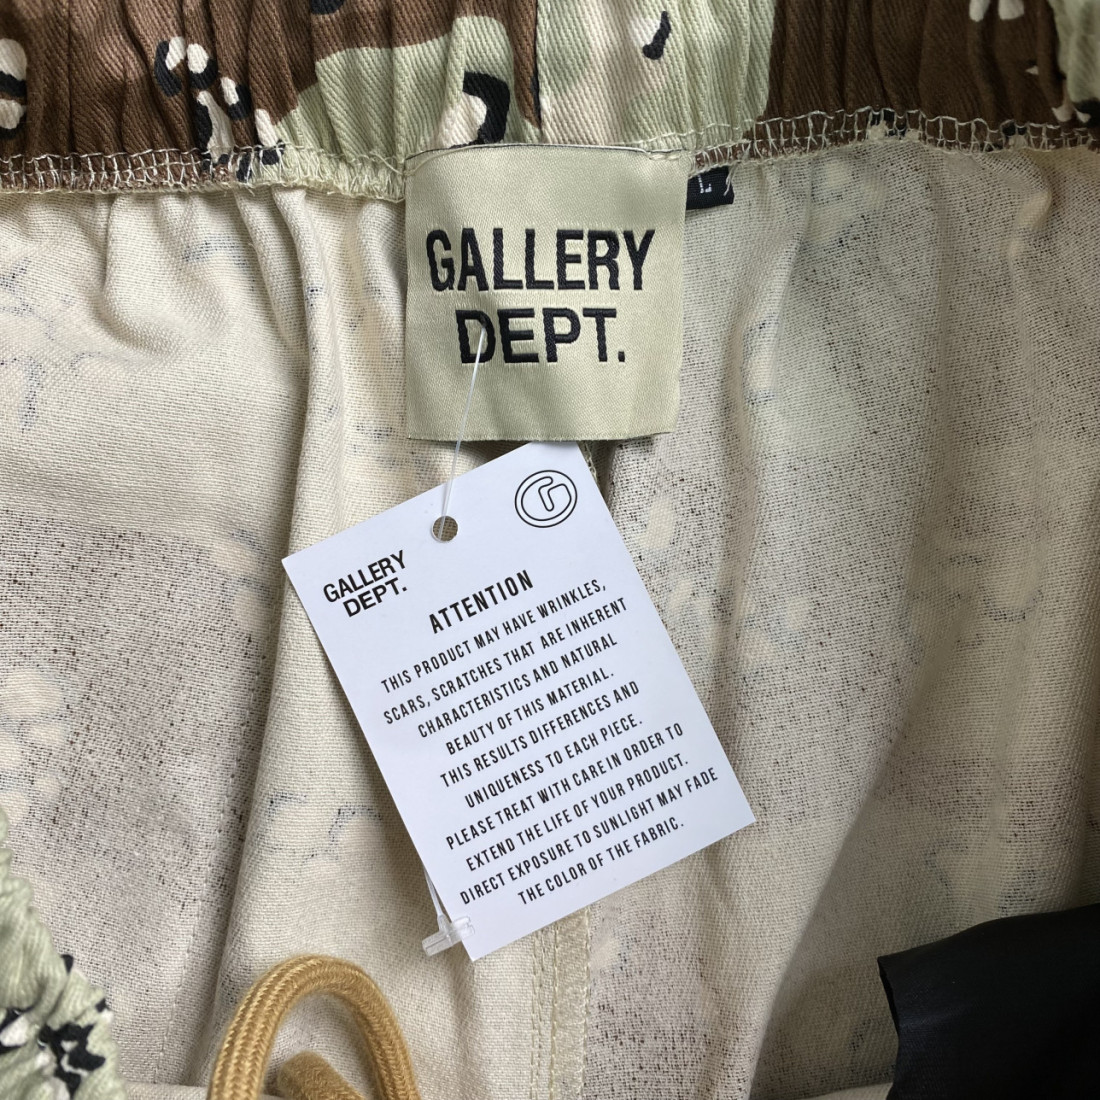 GALLERY
DEPT.
GALLERY
DEPT.
ATTENTION
THIS PRODUCT MAY HAVE WRINKLES,
SCARS, SCRATCHES THAT ARE INHERENT
CHARACTERISTICS AND NATURAL
BEAUTY OF THIS MATERIAL.
THIS RESULTS DIFFERENCES AND
UNIQUENESS TO EACH PIECE.
PLEASE TREAT WITH CARE IN ORDER TO
EXTEND THE LIFE OF YOUR PRODUCT.
DIRECT EXPOSURE TO SUNLIGHT MAY FADE
THE COLOR OF THE FABRIC.